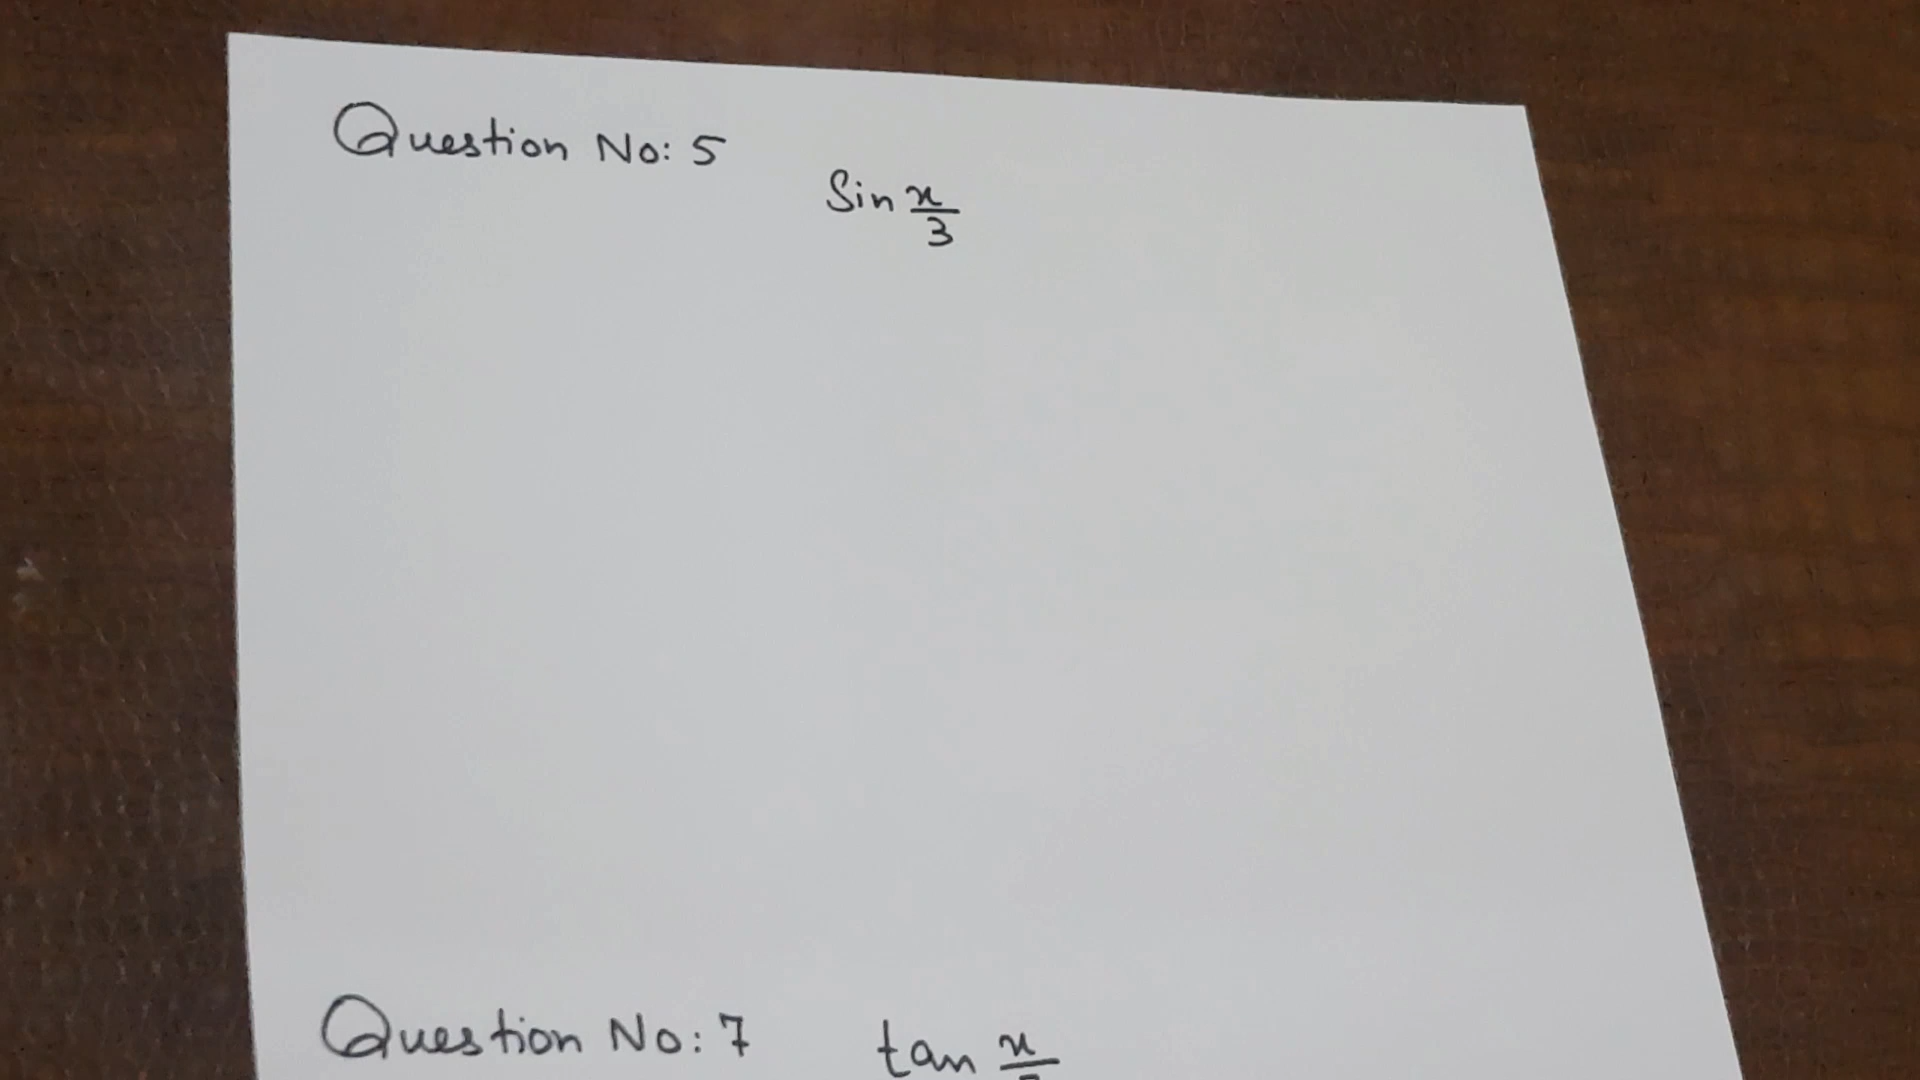 Question No: 5
Sin x/3
Question No: 7 tan x